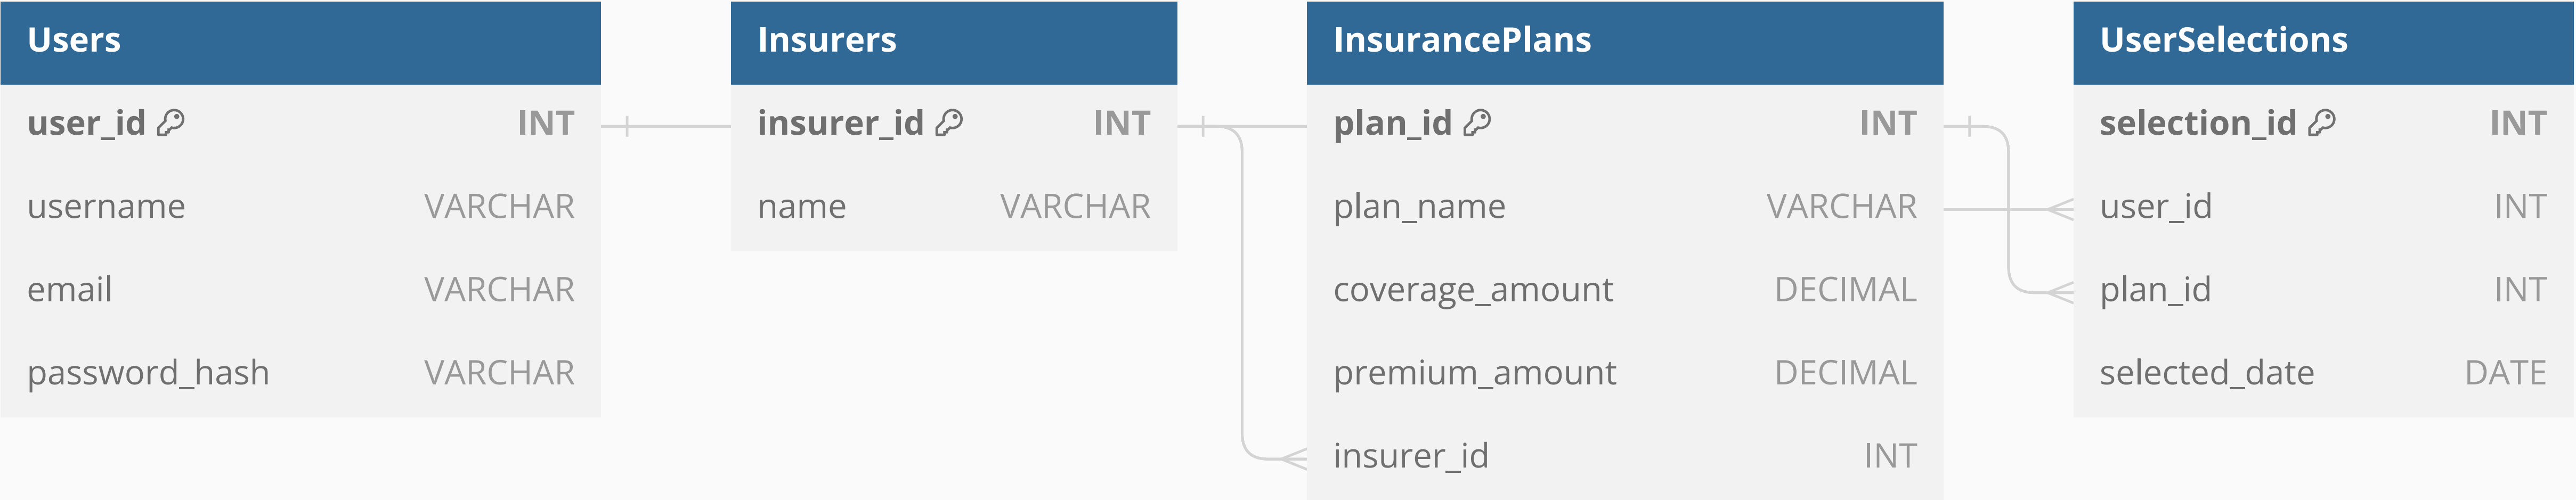 Users
user_id INT
username VARCHAR
email VARCHAR
password_hash VARCHAR
Insurers
insurer_id INT
name VARCHAR
InsurancePlans
plan_id INT
plan_name VARCHAR
coverage_amount DECIMAL
premium_amount DECIMAL
insurer_id INT
UserSelections
selection_id INT
user_id INT
plan_id INT
selected_date DATE